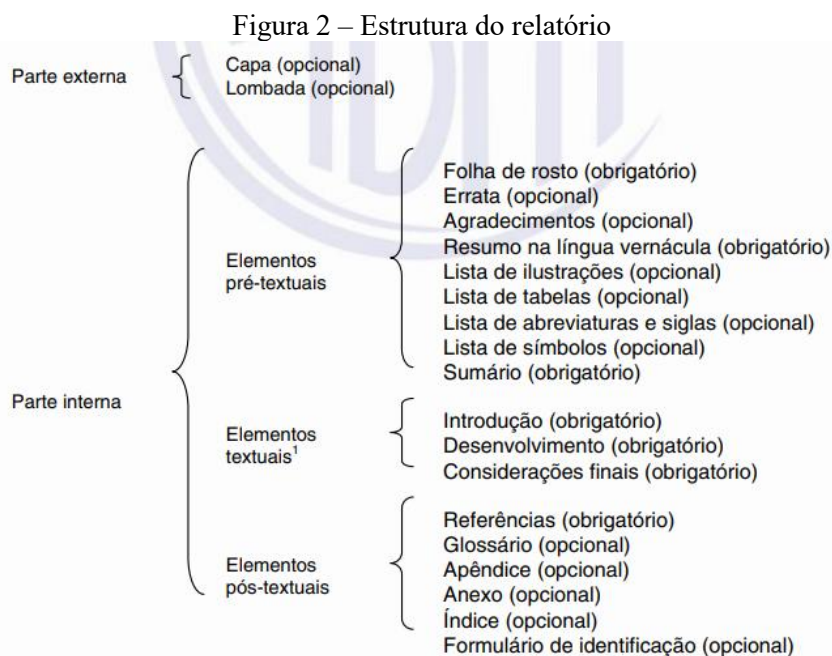 Figura 2 – Estrutura do relatório
Parte externa
Capa (opcional)
Lombada (opcional)
Parte interna
Elementos
pré-textuais
Folha de rosto (obrigatório)
Errata (opcional)
Agradecimentos (opcional)
Resumo na língua vernácula (obrigatório)
Lista de ilustrações (opcional)
Lista de tabelas (opcional)
Lista de abreviaturas e siglas (opcional)
Lista de símbolos (opcional)
Sumário (obrigatório)
Elementos
textuais¹
Introdução (obrigatório)
Desenvolvimento (obrigatório)
Considerações finais (obrigatório)
Elementos
pós-textuais
Referências (obrigatório)
Glossário (opcional)
Apêndice (opcional)
Anexo (opcional)
Índice (opcional)
Formulário de identificação (opcional)